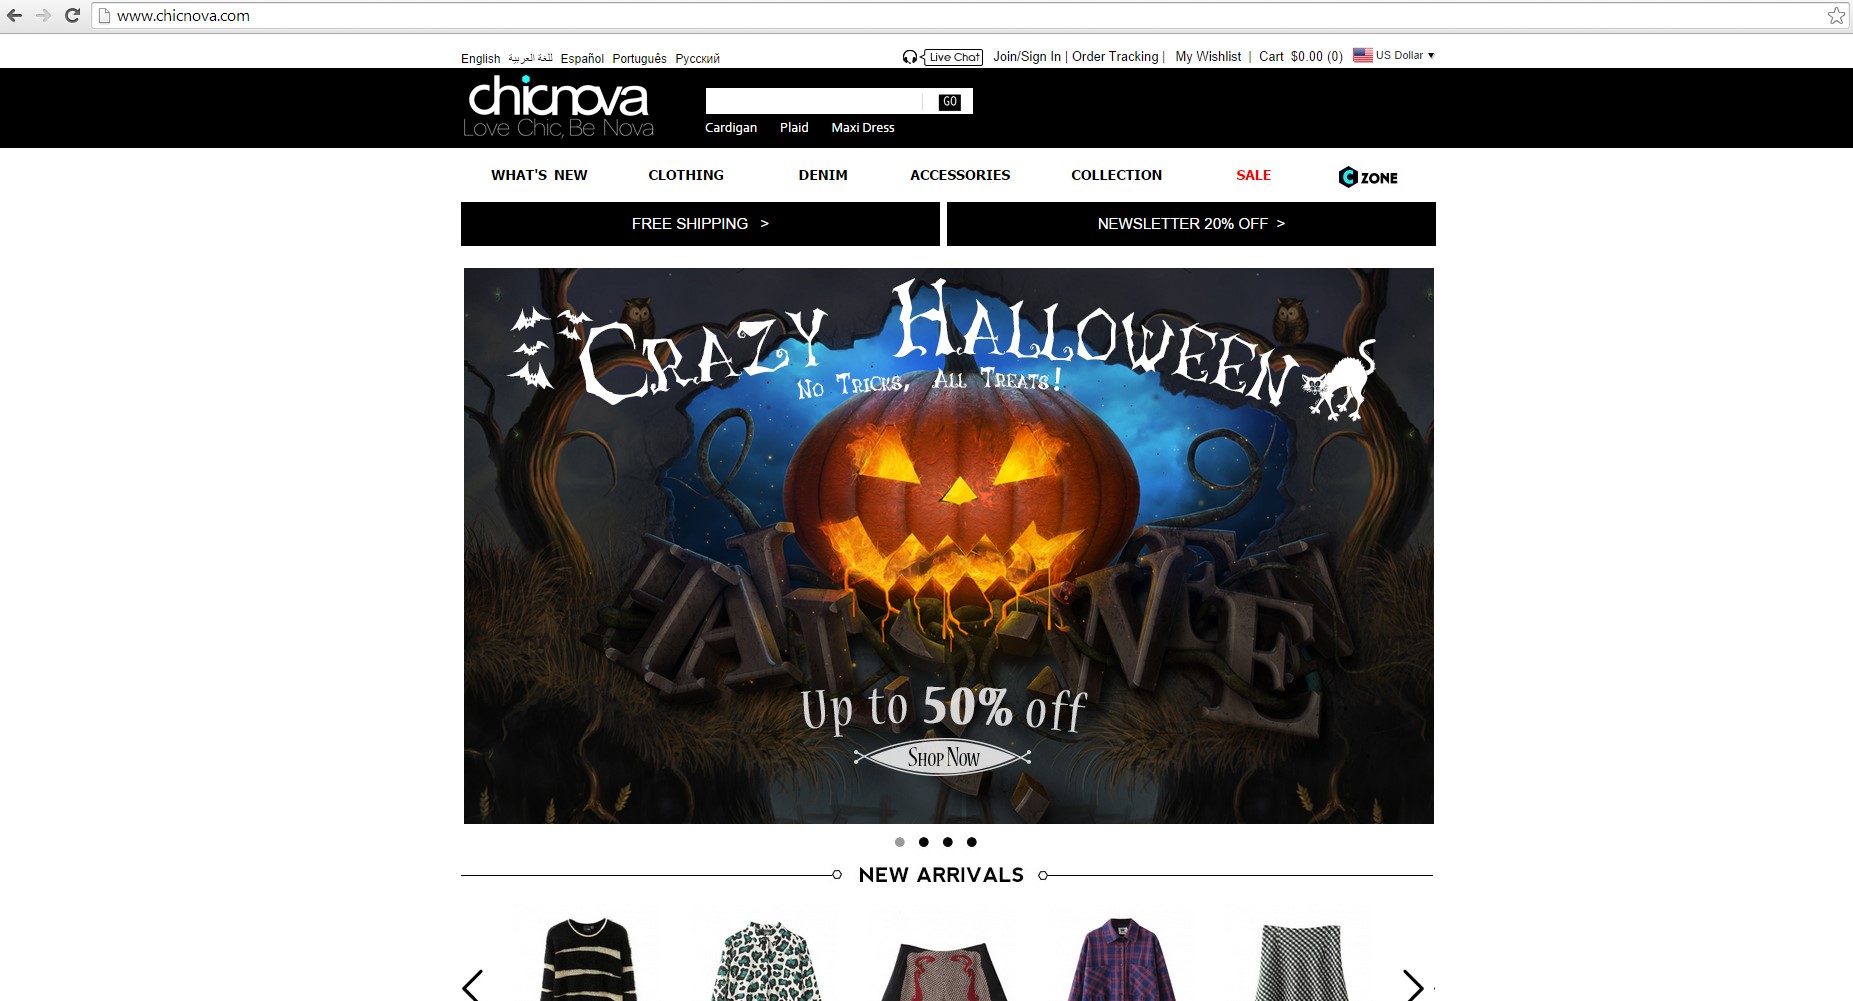 www.chicnova.com
English للغة العربية Español Português Русский
Live Chat Join/Sign In | Order Tracking | My Wishlist | Cart $0.00 (0) US Dollar ▼
chicnova
Love Chic, Be Nova
GO
Cardigan Plaid Maxi Dress
WHAT'S NEW CLOTHING DENIM ACCESSORIES COLLECTION SALE C ZONE
FREE SHIPPING >
NEWSLETTER 20% OFF >
CRAZY HALLOWEEN
NO TRICKS, ALL TREATS!
Up to 50% off
SHOP NOW
NEW ARRIVALS